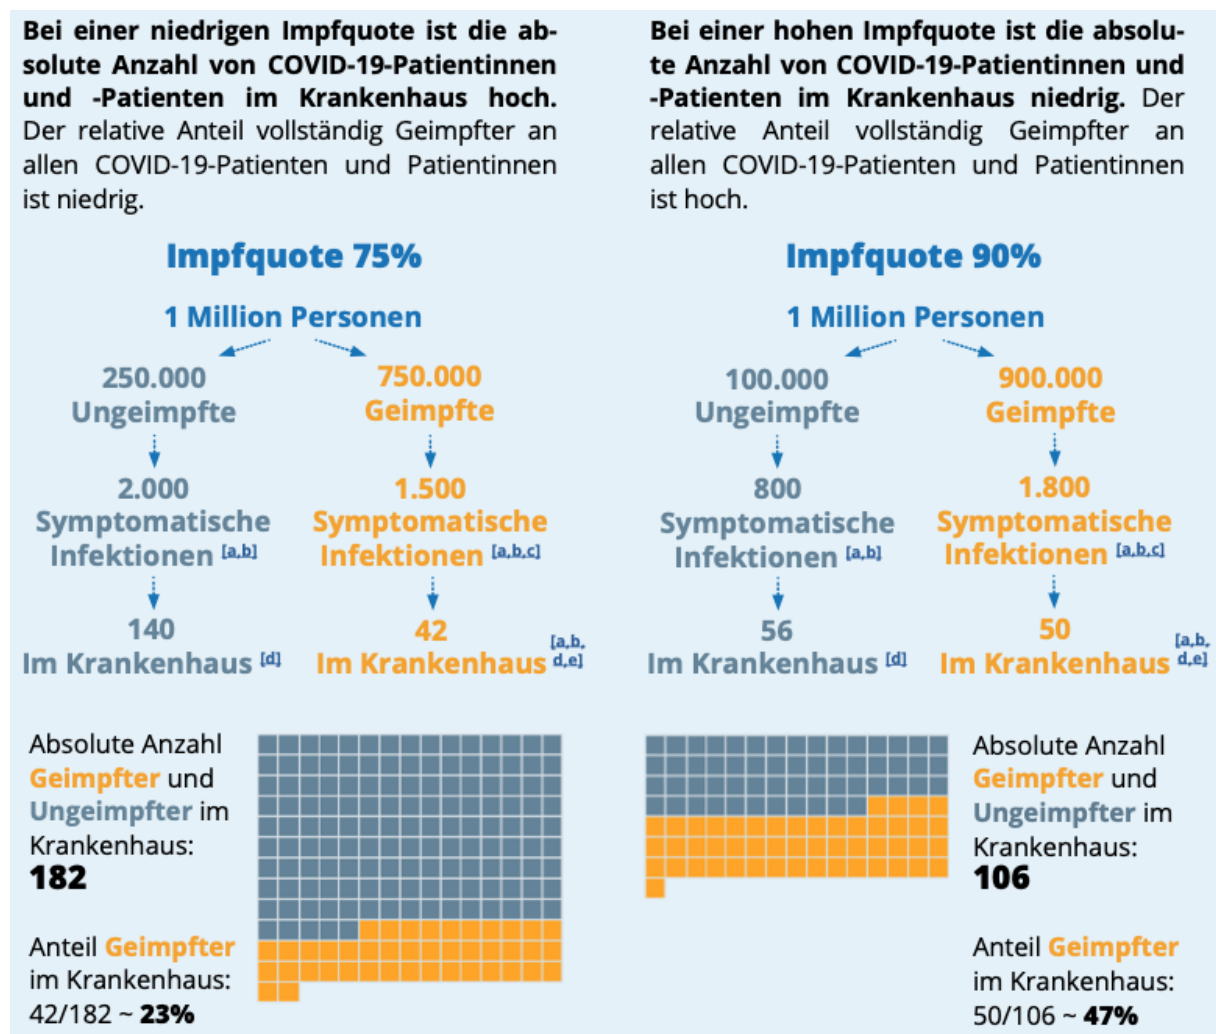 Bei einer niedrigen Impfquote ist die ab-
solute Anzahl von COVID-19-Patientinnen
und -Patienten im Krankenhaus hoch.
Der relative Anteil vollständig Geimpfter an
allen COVID-19-Patienten und Patientinnen
ist niedrig.
Impfquote 75%
1 Million Personen
250.000
Ungeimpfte
750.000
Geimpfte
2.000
Symptomatische
Infektionen [a,b]
1.500
Symptomatische
Infektionen [a,b,c]
140
Im Krankenhaus [d]
42
Im Krankenhaus [a,b,
d,e]
Absolute Anzahl
Geimpfter und
Ungeimpfter im
Krankenhaus:
182
Anteil Geimpfter
im Krankenhaus:
42/182 ~ 23%
Bei einer hohen Impfquote ist die absolu-
te Anzahl von COVID-19-Patientinnen und
-Patienten im Krankenhaus niedrig. Der
relative Anteil vollständig Geimpfter an
allen COVID-19-Patienten und Patientinnen
ist hoch.
Impfquote 90%
1 Million Personen
100.000
Ungeimpfte
900.000
Geimpfte
800
Symptomatische
Infektionen [a,b]
1.800
Symptomatische
Infektionen [a,b,c]
56
Im Krankenhaus [d]
50
Im Krankenhaus [a,b,
d,e]
Absolute Anzahl
Geimpfter und
Ungeimpfter im
Krankenhaus:
106
Anteil Geimpfter
im Krankenhaus:
50/106 ~ 47%